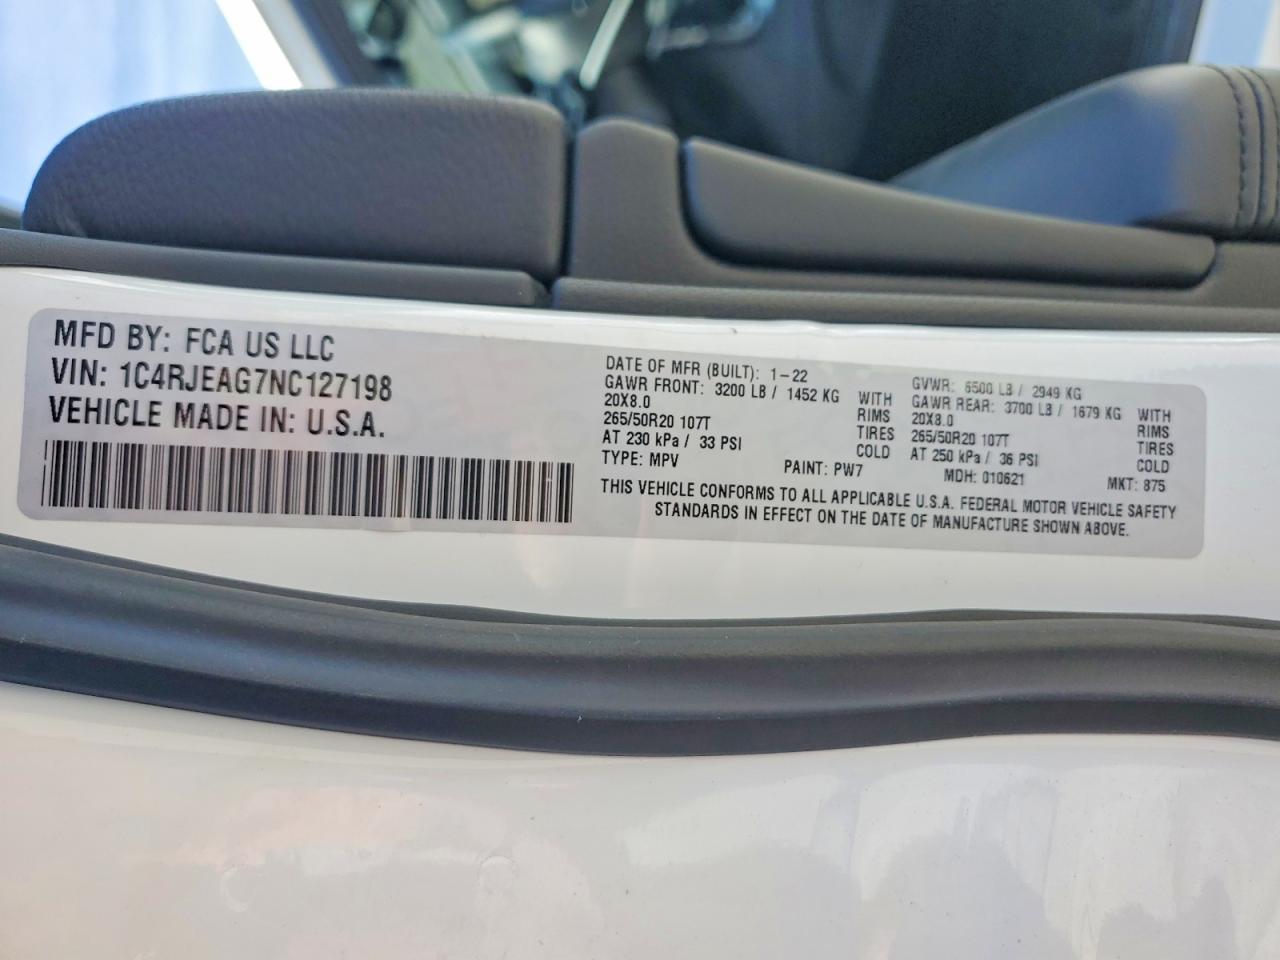 MFD BY: FCA US LLC
VIN: 1C4RJEAG7NC127198
VEHICLE MADE IN: U.S.A.
DATE OF MFR (BUILT): 1-22
GAWR FRONT: 3200 LB / 1452 KG WITH
20X8.0 RIMS
265/50R20 107T TIRES
AT 230 kPa / 33 PSI COLD
TYPE: MPV PAINT: PW7
GVWR: 6500 LB / 2949 KG
GAWR REAR: 3700 LB / 1679 KG WITH
20X8.0 RIMS
265/50R20 107T TIRES
AT 250 kPa / 36 PSI COLD
MDH: 010621 MKT: 875
THIS VEHICLE CONFORMS TO ALL APPLICABLE U.S.A. FEDERAL MOTOR VEHICLE SAFETY
STANDARDS IN EFFECT ON THE DATE OF MANUFACTURE SHOWN ABOVE.